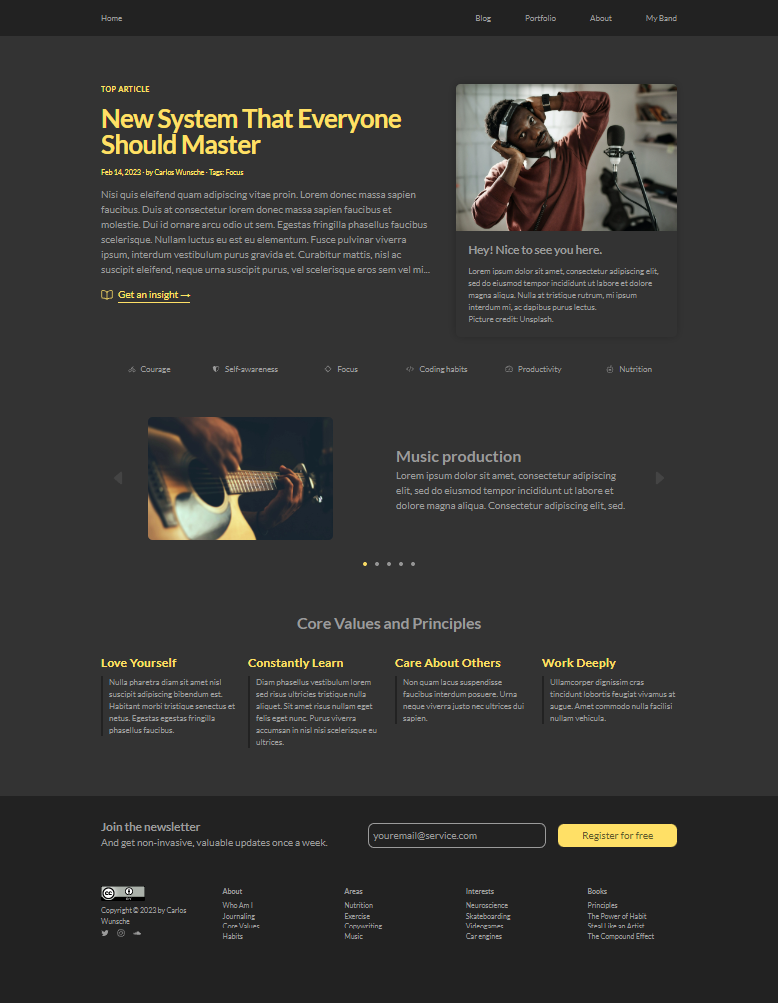 Home
Blog
Portfolio
About
My Band
TOP ARTICLE
New System That Everyone
Should Master
Feb 14, 2023 · by Carlos Wunsche · Tags: Focus
Nisi quis eleifend quam adipiscing vitae proin. Lorem donec massa sapien
faucibus. Duis at consectetur lorem donec massa sapien faucibus et
molestie. Dui id ornare arcu odio ut sem. Egestas fringilla phasellus faucibus
scelerisque. Nullam luctus eu est eu elementum. Fusce pulvinar viverra
ipsum, interdum vestibulum purus gravida et. Curabitur mattis, nisl ac
suscipit eleifend, neque urna suscipit purus, vel scelerisque eros sem vel mi...
Get an insight →
Hey! Nice to see you here.
Lorem ipsum dolor sit amet, consectetur adipiscing elit,
sed do eiusmod tempor incididunt ut labore et dolore
magna aliqua. Nulla at tristique rutrum, mi ipsum
interdum mi, ac dapibus purus lectus.
Picture credit: Unsplash.
Courage
Self-awareness
Focus
Coding habits
Productivity
Nutrition
Music production
Lorem ipsum dolor sit amet, consectetur adipiscing
elit, sed do eiusmod tempor incididunt ut labore et
dolore magna aliqua. Consectetur adipiscing elit, sed.
Core Values and Principles
Love Yourself
Nulla pharetra diam sit amet nisl
suscipit adipiscing bibendum est.
Habitant morbi tristique senectus et
netus. Egestas egestas fringilla
phasellus faucibus.
Constantly Learn
Diam phasellus vestibulum lorem
sed risus ultricies tristique nulla
aliquet. Sit amet risus nullam eget
felis eget nunc. Purus viverra
accumsan in nisl nisi scelerisque eu
ultrices.
Care About Others
Non quam lacus suspendisse
faucibus interdum posuere. Urna
neque viverra justo nec ultrices dui
sapien.
Work Deeply
Ullamcorper dignissim cras
tincidunt lobortis feugiat vivamus at
augue. Amet commodo nulla facilisi
nullam vehicula.
Join the newsletter
And get non-invasive, valuable updates once a week.
youremail@service.com
Register for free
cc
BY
Copyright © 2023 by Carlos
Wunsche
About
Who Am I
Journaling
Core Values
Habits
Areas
Nutrition
Exercise
Copywriting
Music
Interests
Neuroscience
Skateboarding
Videogames
Car engines
Books
Principles
The Power of Habit
Steal Like an Artist
The Compound Effect